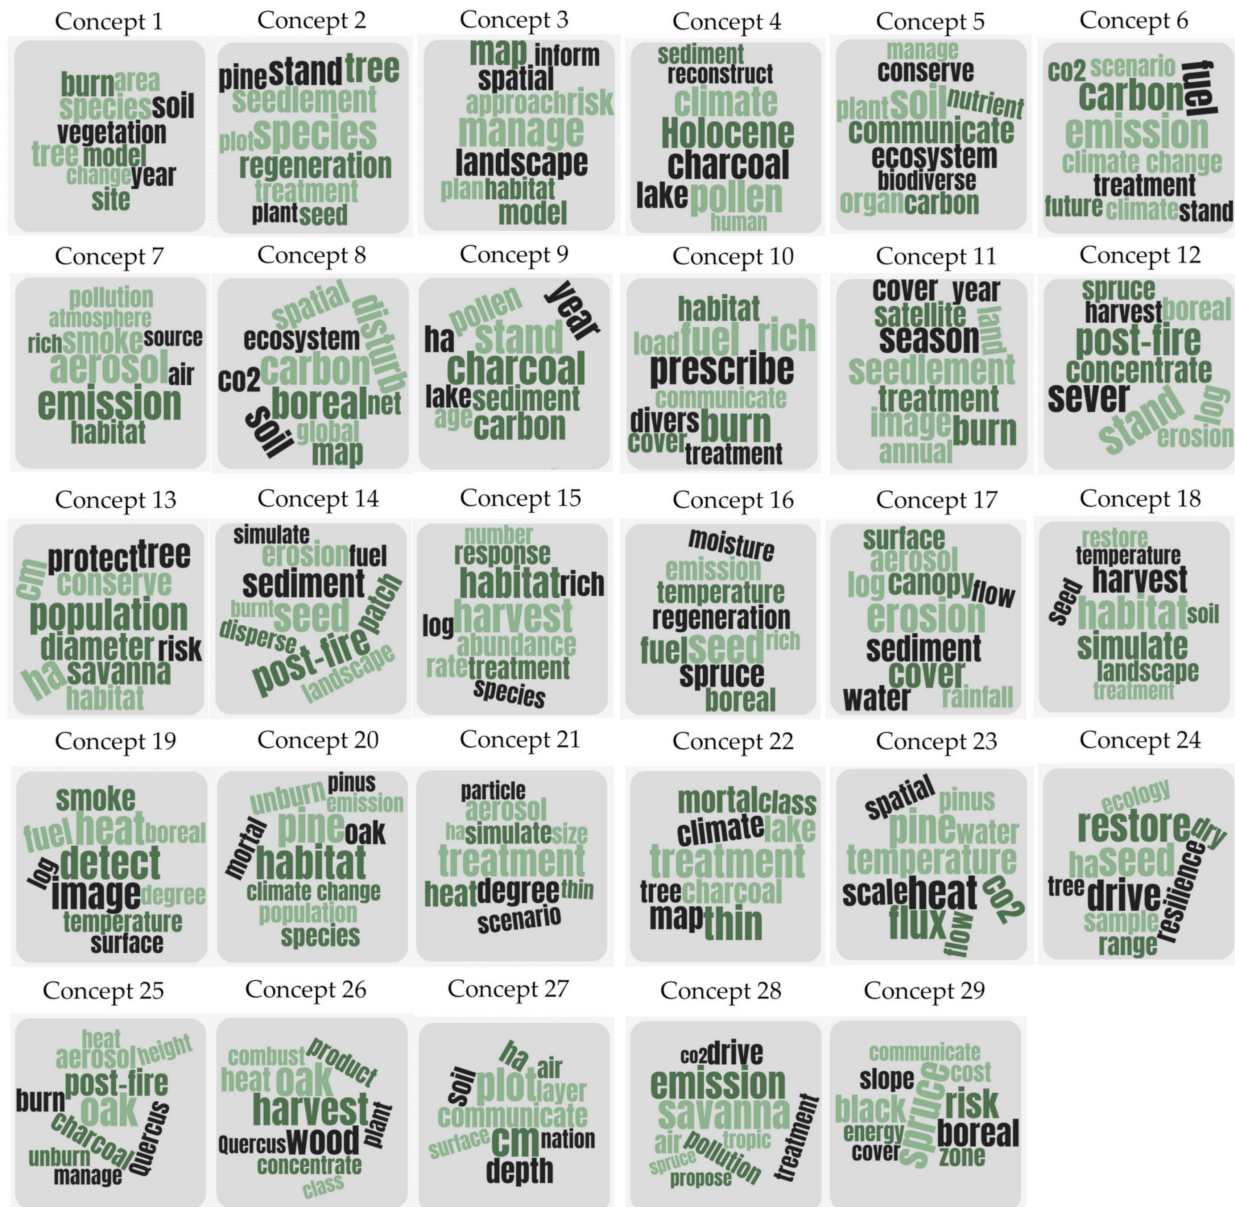 Concept 1
burn area
species soil
vegetation
tree model
change year
site
Concept 2
pine stand tree
seedlement
plot species
regeneration
treatment
plant seed
Concept 3
map inform
spatial
approach risk
manage
landscape
plan habitat
model
Concept 4
sediment
reconstruct
climate
Holocene
charcoal
lake pollen
human
Concept 5
manage
conserve
plant soil nutrient
communicate
ecosystem
biodiverse
organ carbon
Concept 6
co2 scenario fuel
carbon
emission
climate change
treatment
future climate stand
Concept 7
pollution
atmosphere
rich smoke source
aerosol air
emission
habitat
Concept 8
spatial disturb
ecosystem
co2 carbon
boreal net
soil global
map
Concept 9
pollen year
ha stand
charcoal
lake sediment
age carbon
Concept 10
habitat
load fuel rich
prescribe
communicate
divers burn
cover treatment
Concept 11
cover year
satellite land
season
seedlement
treatment
image burn
annual
Concept 12
spruce
harvest boreal
post-fire
concentrate
sever stand log
erosion
Concept 13
protect tree
cm conserve
population
diameter risk
ha savanna
habitat
Concept 14
simulate
erosion fuel
sediment
burnt seed patch
disperse post-fire
landscape
Concept 15
number
response
habitat rich
harvest
log abundance
rate treatment
species
Concept 16
moisture
emission
temperature
regeneration
fuel seed rich
spruce
boreal
Concept 17
surface
aerosol
log canopy flow
erosion
sediment
cover
water rainfall
Concept 18
restore
temperature
seed harvest
habitat soil
simulate
landscape
treatment
Concept 19
smoke
fuel heat boreal
detect
log image degree
temperature
surface
Concept 20
unburn pinus
emission
mortal pine oak
habitat
climate change
population
species
Concept 21
particle
aerosol
ha simulate size
treatment
heat degree thin
scenario
Concept 22
mortal class
climate lake
treatment
tree charcoal
map thin
Concept 23
spatial pinus
pine water
temperature
scale heat co2
flux flow
Concept 24
ecology
restore dry
ha seed
tree drive resilience
sample
range
Concept 25
heat
aerosol height
post-fire
burn oak
charcoal Quercus
unburn
manage
Concept 26
combust product
heat oak
harvest
Quercus wood plant
concentrate
class
Concept 27
ha air
soil plot layer
communicate
surface cm nation
depth
Concept 28
co2 drive
emission
savanna
air tropic treatment
spruce pollution
propose
Concept 29
communicate
slope spruce cost
black risk
energy boreal
cover zone